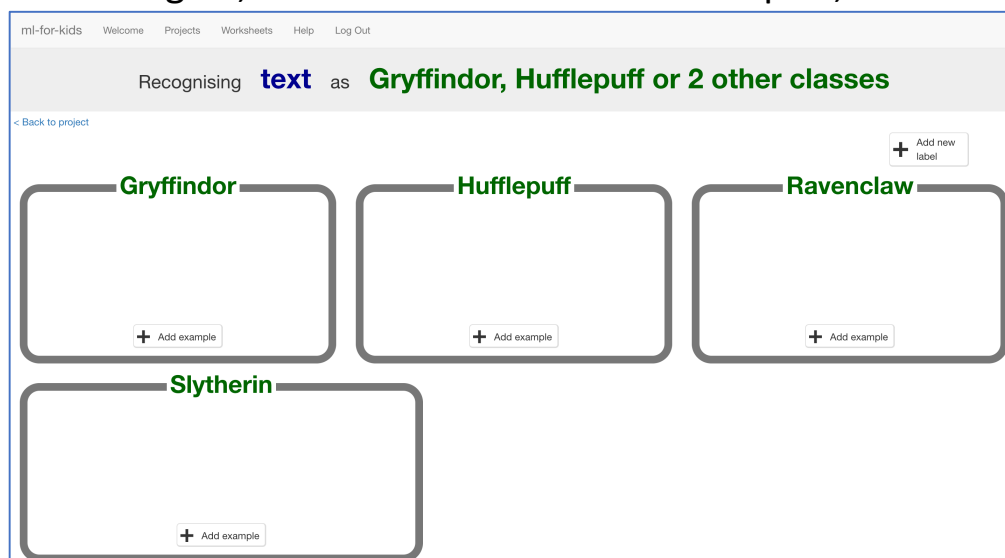 ml-for-kids Welcome Projects Worksheets Help Log Out
Recognising text as Gryffindor, Hufflepuff or 2 other classes
< Back to project
+ Add new label
Gryffindor Hufflepuff Ravenclaw
+ Add example + Add example + Add example
Slytherin
+ Add example